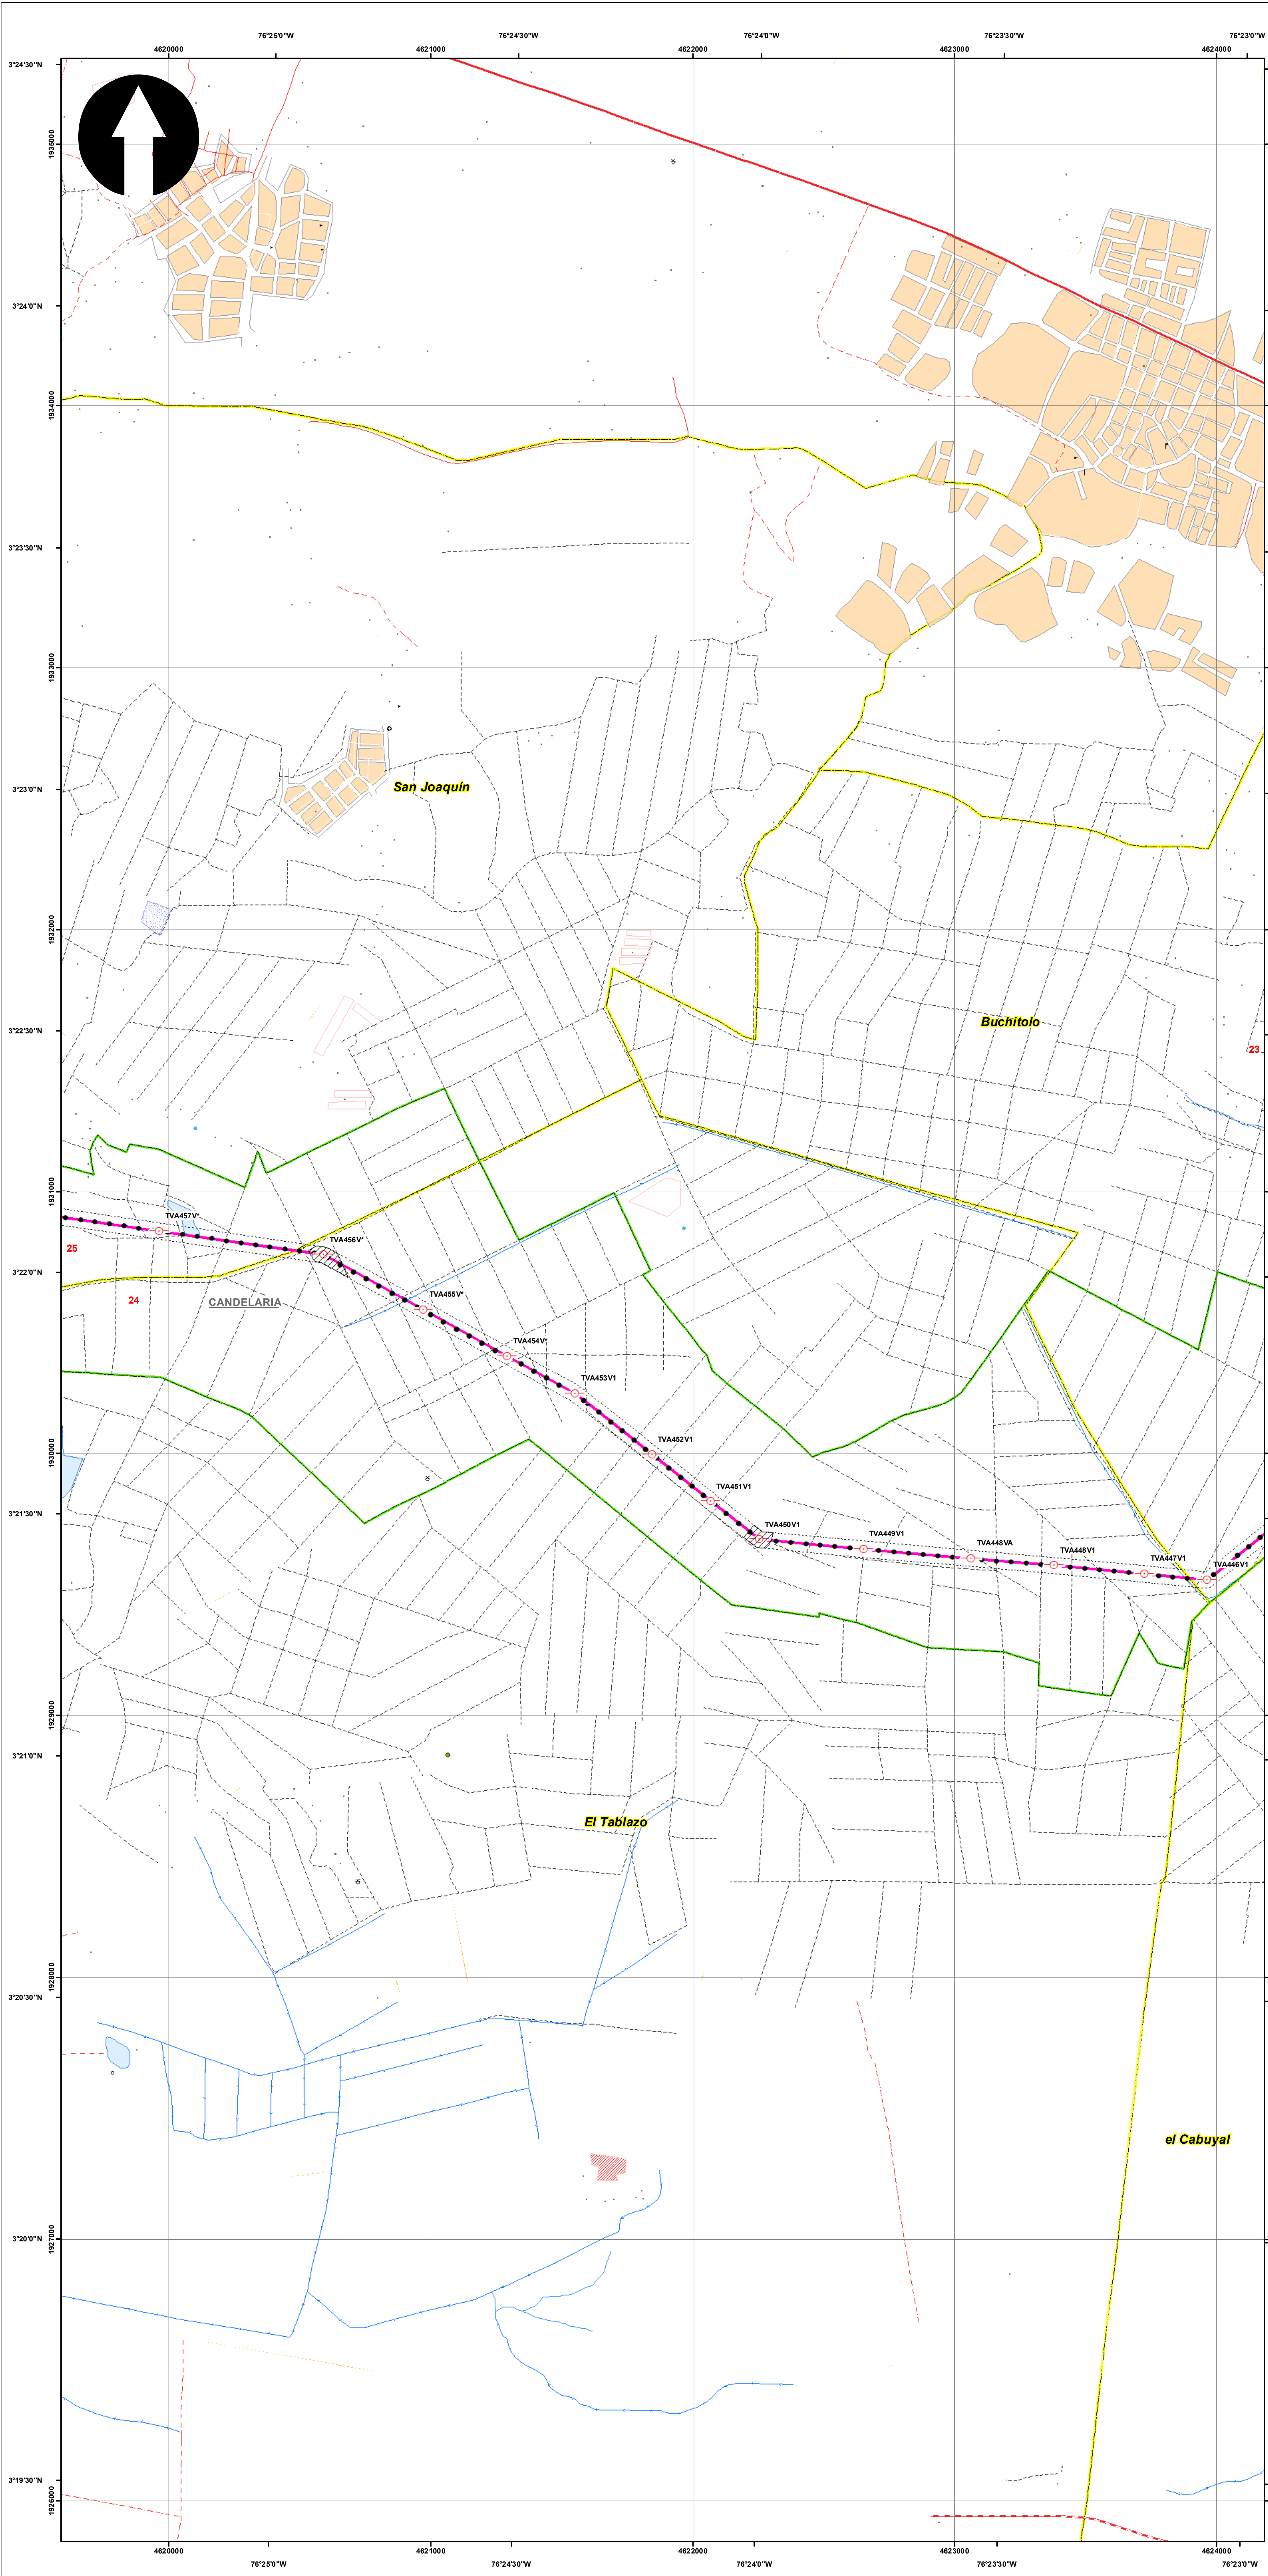 76°25'0"W 76°24'30"W 76°24'0"W 76°23'30"W 76°23'0"W
4620000 4621000 4622000 4623000 4624000
3°24'30"N
1935000
3°24'0"N
1934000
3°23'30"N
1933000
3°23'0"N
San Joaquín
1932000
Buchitolo
3°22'30"N
23
1931000
TVA457V*
TVA456V*
25
3°22'0"N
TVA455V*
24
CANDELARIA
TVA454V*
TVA453V1
TVA452V1
1930000
TVA451V1
3°21'30"N
TVA450V1
TVA449V1
TVA448VA
TVA448V1
TVA447V1
TVA446V1
1929000
3°21'0"N
El Tablazo
1928000
3°20'30"N
el Cabuyal
3°20'0"N
1927000
3°19'30"N
1926000
4620000 4621000 4622000 4623000 4624000
76°25'0"W 76°24'30"W 76°24'0"W 76°23'30"W 76°23'0"W